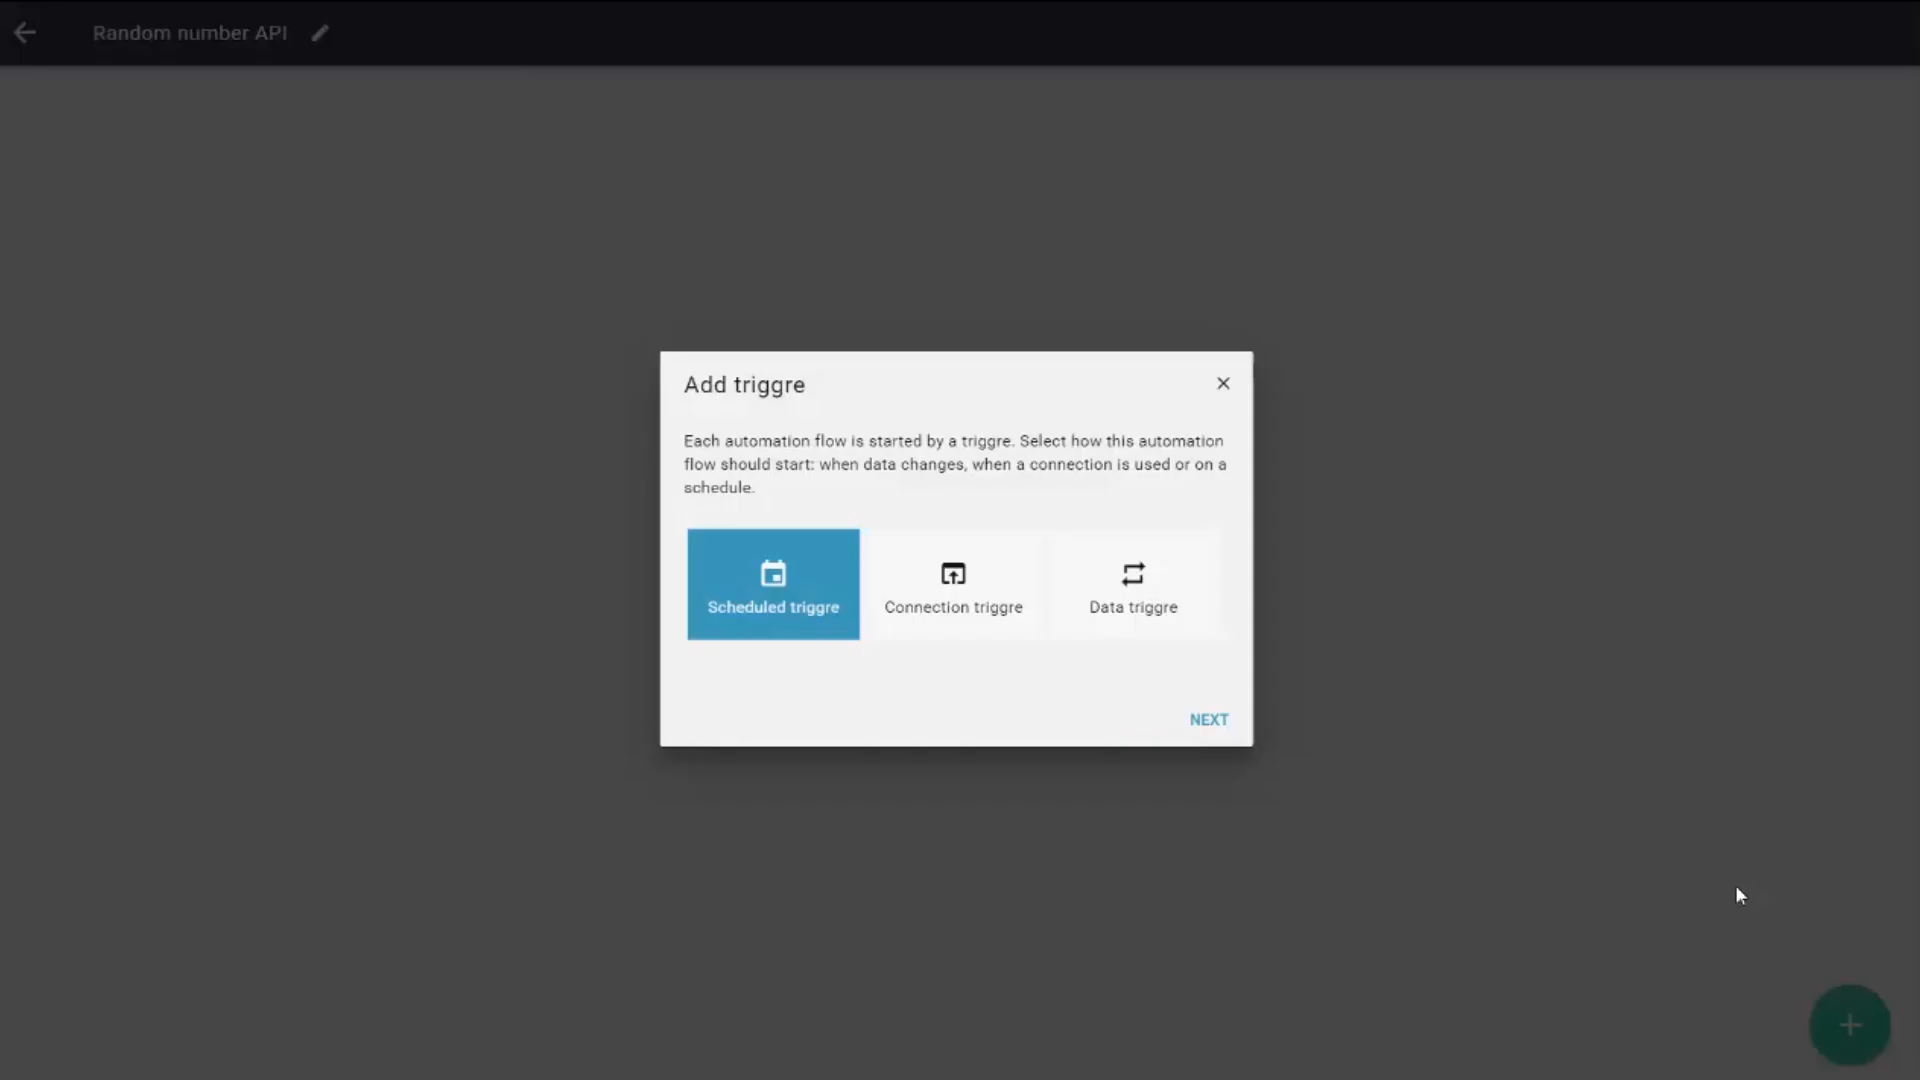 Random number API
Add triggre
Each automation flow is started by a triggre. Select how this automation
flow should start: when data changes, when a connection is used or on a
schedule.
Scheduled triggre
Connection triggre
Data triggre
NEXT